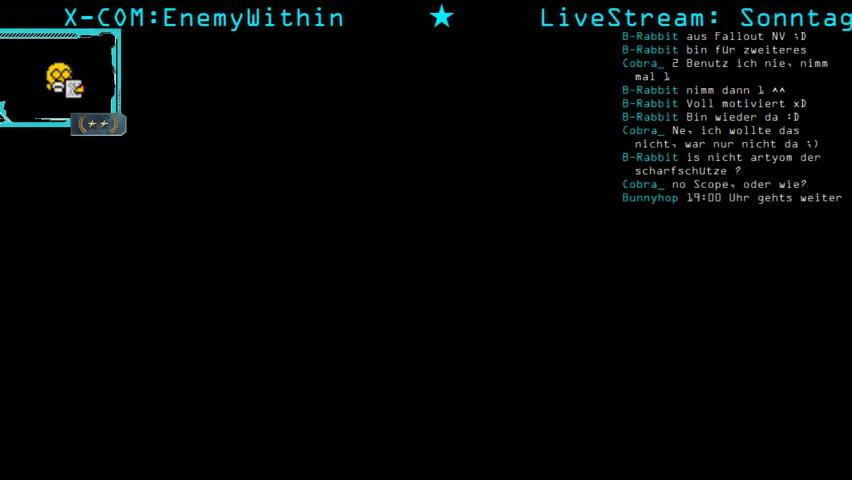 X-COM:EnemyWithin ★ LiveStream: Sonntag
B-Rabbit aus Fallout NV ;D
B-Rabbit bin für zweiteres
Cobra_ 2 Benutz ich nie, nimm
mal 1
B-Rabbit nimm dann 1 ^^
B-Rabbit Voll motiviert xD
B-Rabbit Bin wieder da :D
Cobra_ Ne, ich wollte das
nicht, war nur nicht da ;)
B-Rabbit is nicht artyom der
scharfschütze ?
Cobra_ no Scope, oder wie?
Bunnyhop 19:00 Uhr gehts weiter